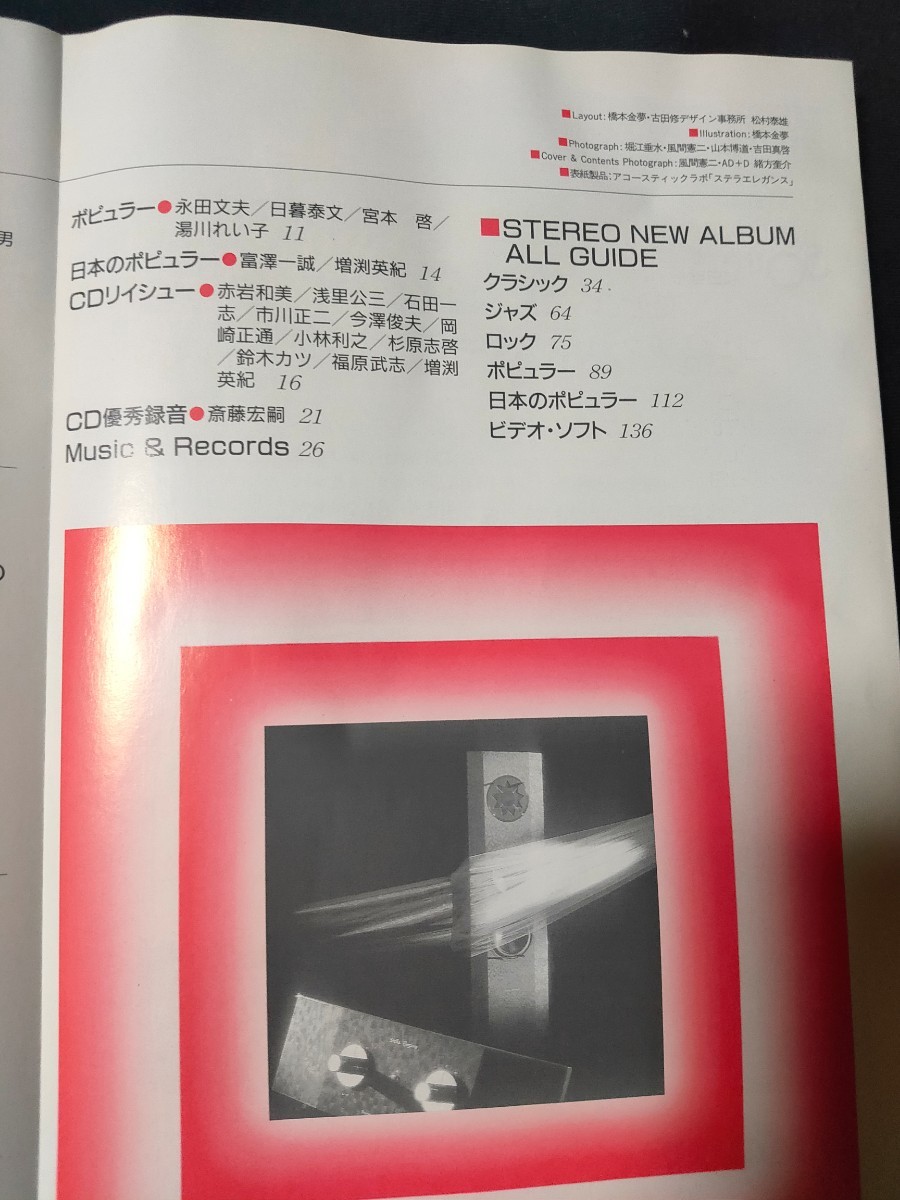 ■Layout：橋本金夢・古田修デザイン事務所 松村泰雄
■Illustration：橋本金夢
■Photograph：堀江垂水・風間憲二・山本博道・吉田真啓
■Cover & Contents Photograph：風間憲二・AD+D 緒方奎介
■表紙製品；アコースティックラボ「ステラエレガンス」
男
ポピュラー●永田文夫／日暮泰文／宮本 啓／
湯川れい子 11
日本のポピュラー●富澤一誠／増渕英紀 14
CDリイシュー●赤岩和美／浅里公三／石田一
志／市川正二／今澤俊夫／岡
崎正通／小林利之／杉原志啓
／鈴木カツ／福原武志／増渕
英紀 16
CD優秀録音●斎藤宏嗣 21
Music & Records 26
の
■STEREO NEW ALBUM
ALL GUIDE
クラシック 34
ジャズ 64
ロック 75
ポピュラー 89
日本のポピュラー 112
ビデオ・ソフト 136